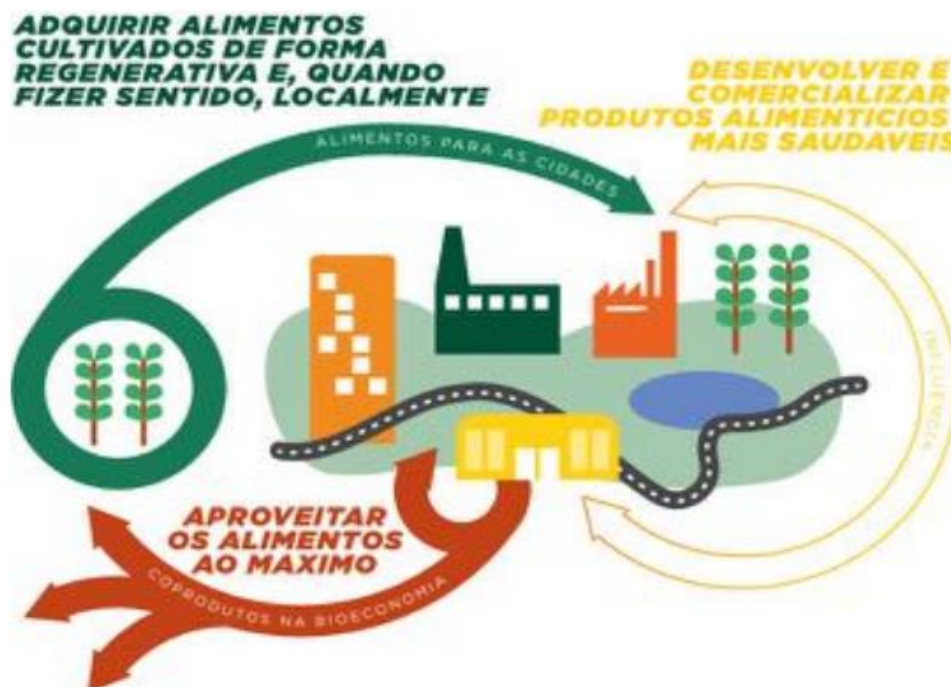 ADQUIRIR ALIMENTOS
CULTIVADOS DE FORMA
REGENERATIVA E, QUANDO
FIZER SENTIDO, LOCALMENTE
DESENVOLVER E
COMERCIALIZAR
PRODUTOS ALIMENTICIOS
MAIS SAUDAVEIS
ALIMENTOS PARA AS CIDADES
INFLUÊNCIA
APROVEITAR
OS ALIMENTOS
AO MAXIMO
COPRODUTOS NA BIOECONOMIA